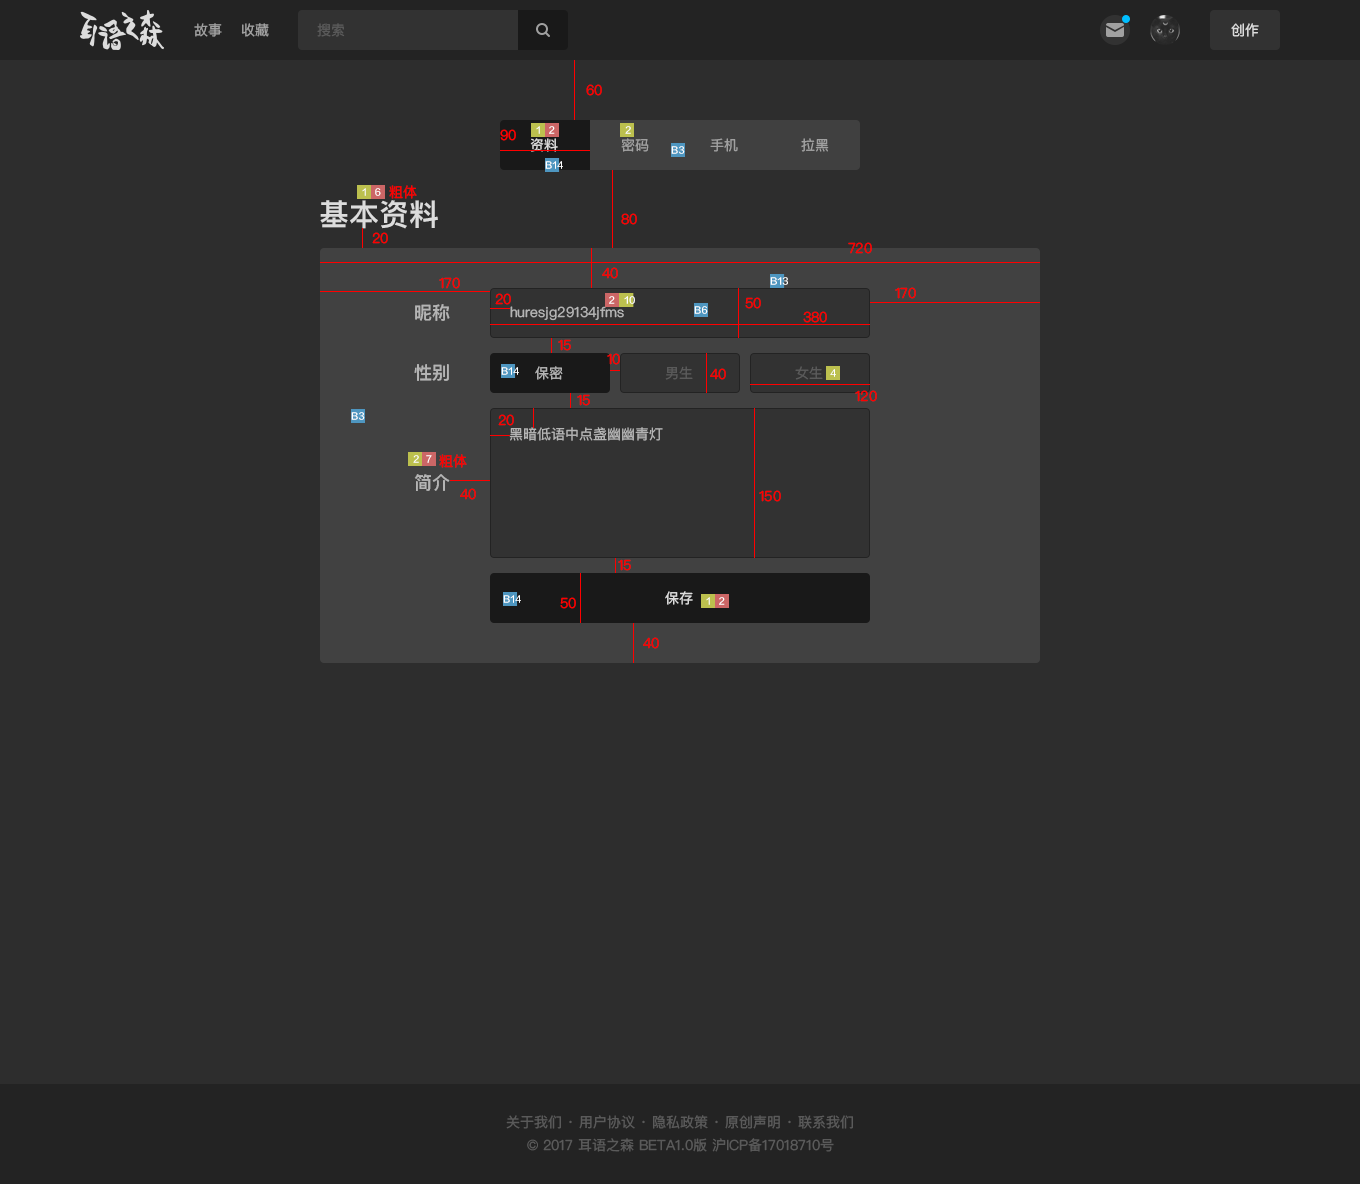 耳语之森 故事 收藏 搜索 创作
60
90 1 2 2
资料 密码 B3 手机 拉黑
B14
1 6 粗体
基本资料 80
20
720
170 40 B13 170
20 2 10 50
昵称 huresjg29134jfms B6 380
15 10
性别 B14 保密 男生 40 女生 4
15 120
B3 20
黑暗低语中点盏幽幽青灯
2 7 粗体
简介 40 150
15
B14 50 保存 1 2
40
关于我们 · 用户协议 · 隐私政策 · 原创声明 · 联系我们
© 2017 耳语之森 BETA1.0版 沪ICP备17018710号